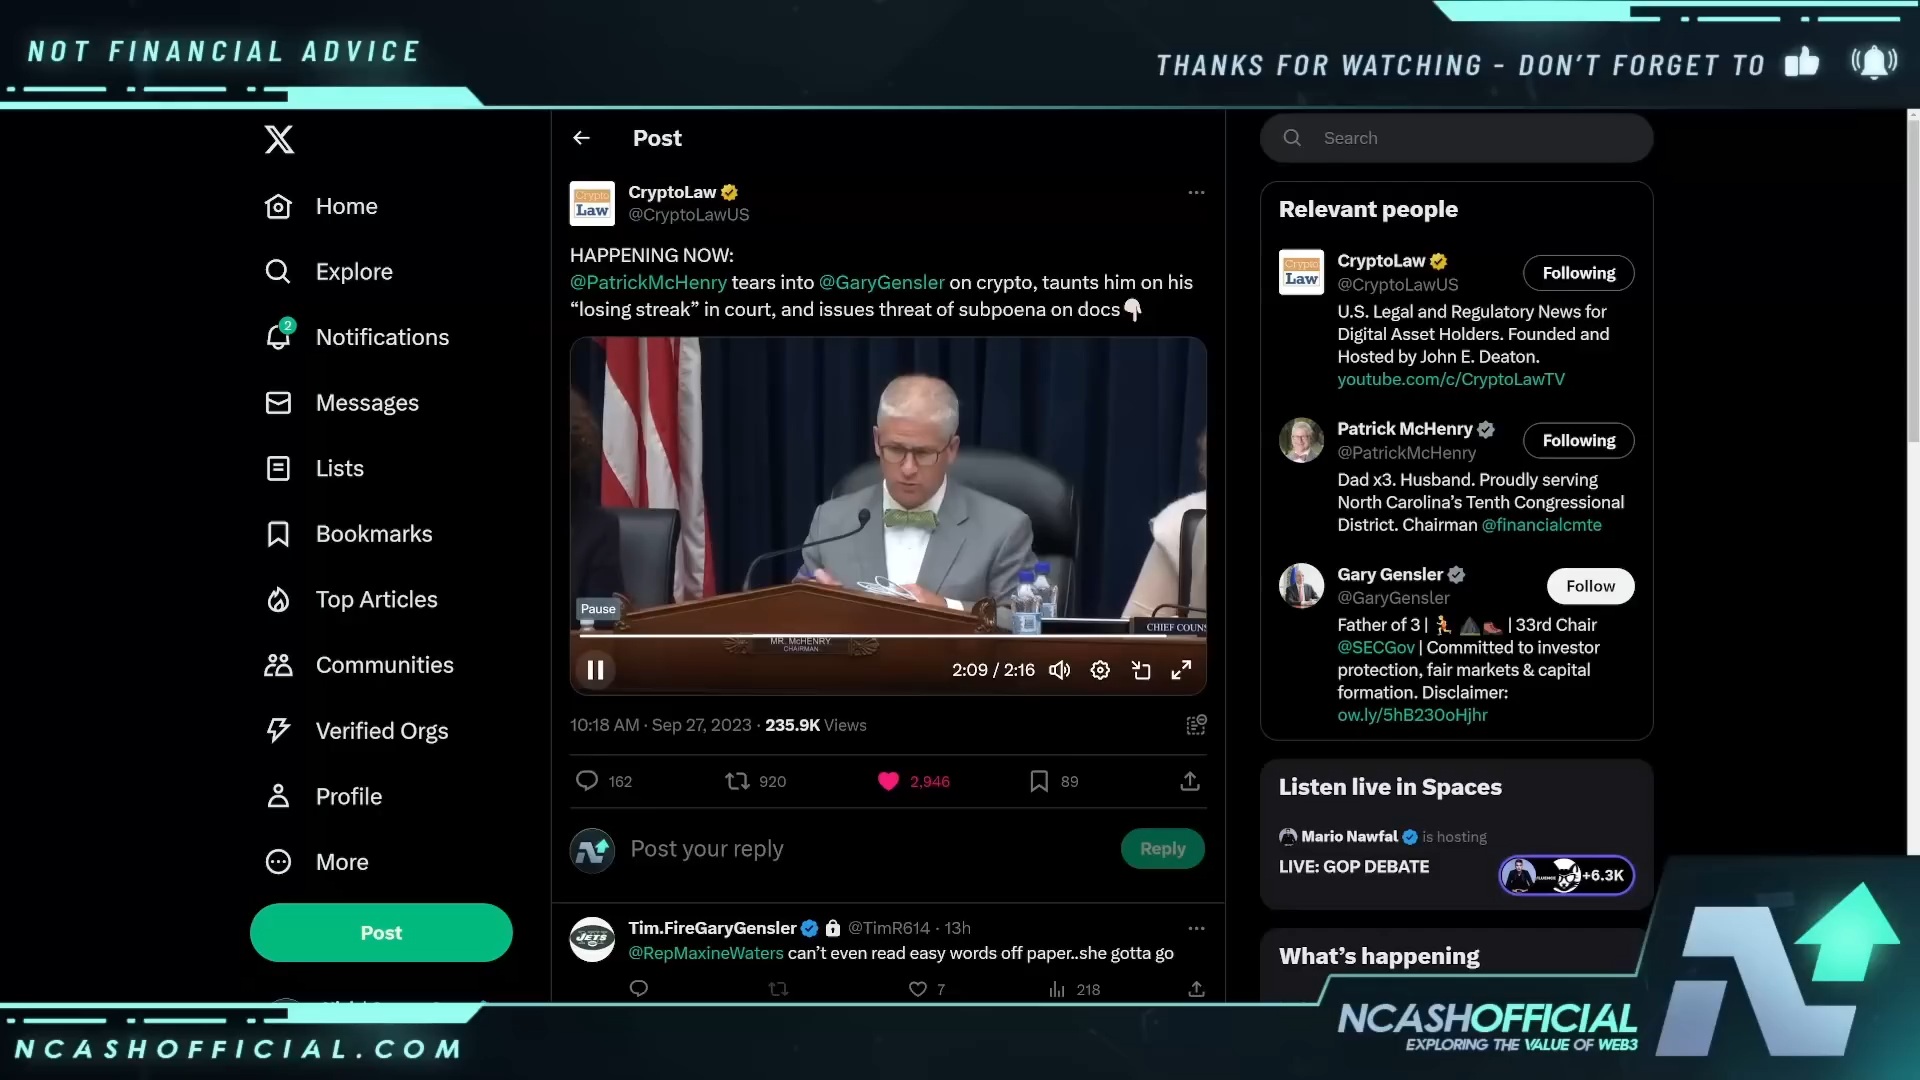 NOT FINANCIAL ADVICE
THANKS FOR WATCHING - DON'T FORGET TO
Home
Explore
2
Notifications
Messages
Lists
Bookmarks
Top Articles
Communities
Verified Orgs
Profile
More
Post
Post
Crypto
Law
CryptoLaw
@CryptoLawUS
HAPPENING NOW:
@PatrickMcHenry tears into @GaryGensler on crypto, taunts him on his
“losing streak” in court, and issues threat of subpoena on docs
Pause
MR. McHENRY
CHAIRMAN
CHIEF COUNS
2:09 / 2:16
10:18 AM · Sep 27, 2023 · 235.9K Views
162
920
2,946
89
Post your reply
Reply
JETS
Tim.FireGaryGensler @TimR614 · 13h
@RepMaxineWaters can’t even read easy words off paper..she gotta go
7
218
Search
Relevant people
Crypto
Law
CryptoLaw
@CryptoLawUS
Following
U.S. Legal and Regulatory News for
Digital Asset Holders. Founded and
Hosted by John E. Deaton.
youtube.com/c/CryptoLawTV
Patrick McHenry
@PatrickMcHenry
Following
Dad x3. Husband. Proudly serving
North Carolina’s Tenth Congressional
District. Chairman @financialcmte
Gary Gensler
@GaryGensler
Follow
Father of 3 | | 33rd Chair
@SECGov | Committed to investor
protection, fair markets & capital
formation. Disclaimer:
ow.ly/5hB230oHjhr
Listen live in Spaces
Mario Nawfal is hosting
LIVE: GOP DEBATE
+6.3K
What’s happening
NCASHOFFICIAL.COM
NCASHOFFICIAL
EXPLORING THE VALUE OF WEB3